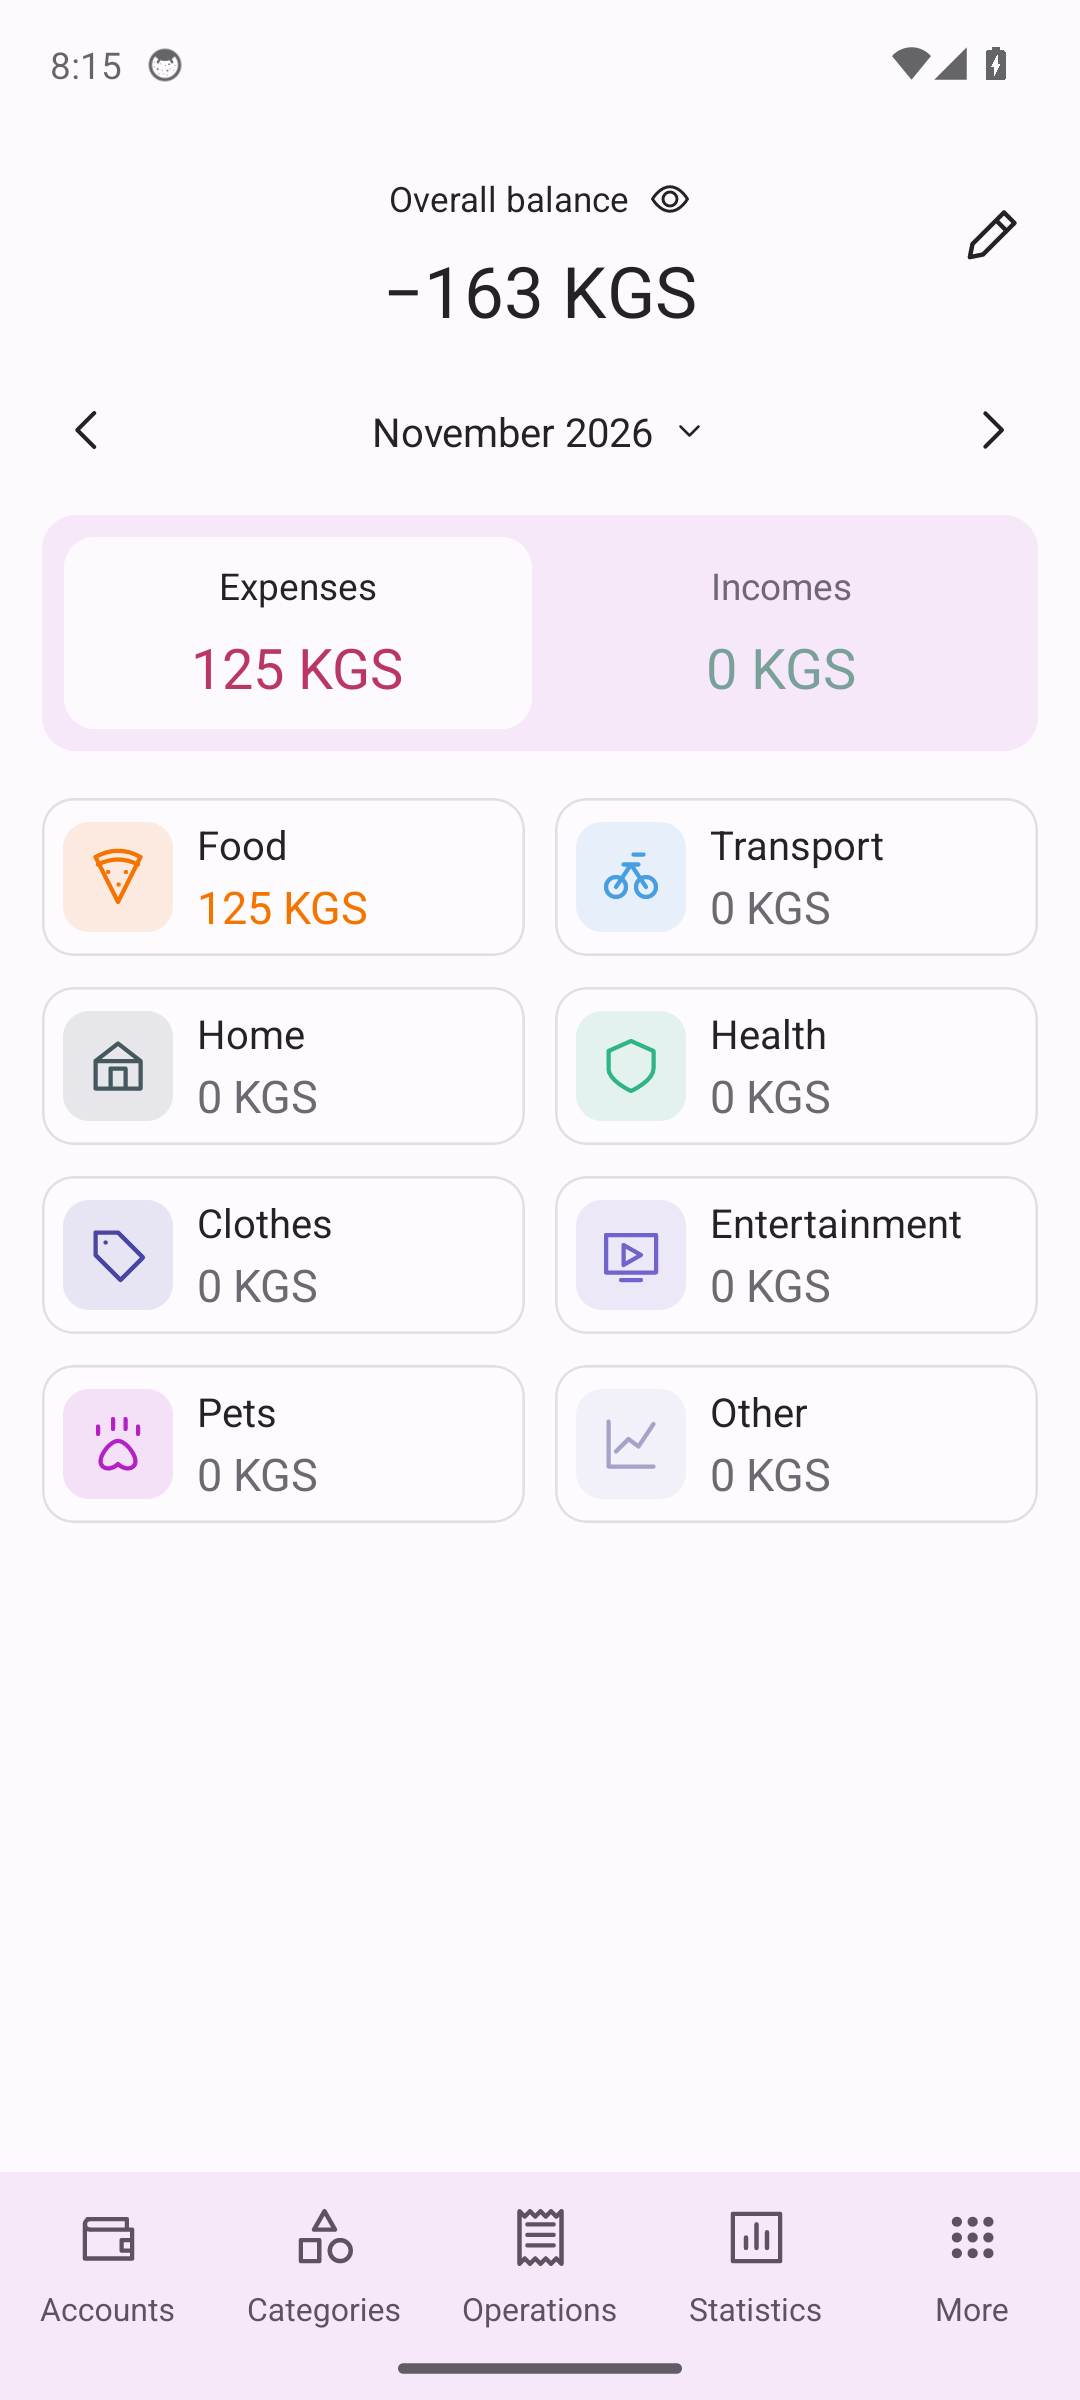 8:15
Overall balance
−163 KGS
November 2026
Expenses
125 KGS
Incomes
0 KGS
Food
125 KGS
Transport
0 KGS
Home
0 KGS
Health
0 KGS
Clothes
0 KGS
Entertainment
0 KGS
Pets
0 KGS
Other
0 KGS
Accounts
Categories
Operations
Statistics
More